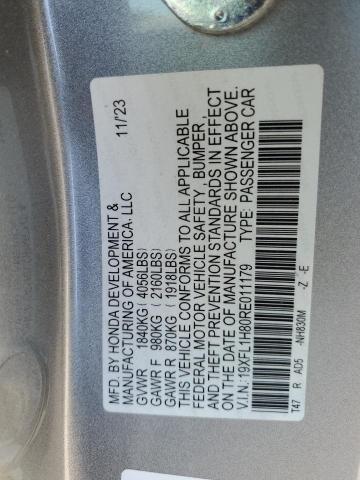 MFD. BY HONDA DEVELOPMENT & 11/'23
MANUFACTURING OF AMERICA, LLC
GVWR 1840KG (4056LBS)
GAWR F 980KG (2160LBS)
GAWR R 870KG (1918LBS)
THIS VEHICLE CONFORMS TO ALL APPLICABLE
FEDERAL MOTOR VEHICLE SAFETY, BUMPER,
AND THEFT PREVENTION STANDARDS IN EFFECT
ON THE DATE OF MANUFACTURE SHOWN ABOVE.
V.I.N.: 19XFL1H80RE011179 TYPE: PASSENGER CAR
T47 R AD5 -NH830M -Z -E